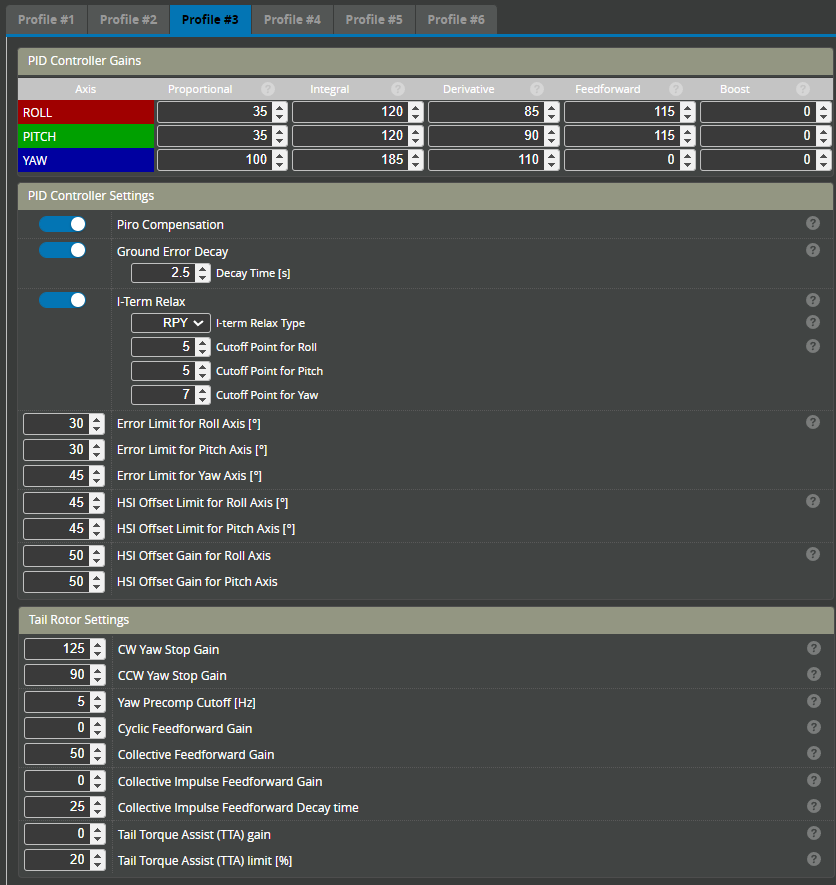 Profile #1 Profile #2 Profile #3 Profile #4 Profile #5 Profile #6
PID Controller Gains
Axis Proportional ? Integral ? Derivative ? Feedforward ? Boost ?
ROLL 35 120 85 115 0
PITCH 35 120 90 115 0
YAW 100 185 110 0 0
PID Controller Settings
Piro Compensation ?
Ground Error Decay ?
2.5 Decay Time [s]
I-Term Relax ?
RPY I-term Relax Type ?
5 Cutoff Point for Roll ?
5 Cutoff Point for Pitch
7 Cutoff Point for Yaw
30 Error Limit for Roll Axis [°] ?
30 Error Limit for Pitch Axis [°]
45 Error Limit for Yaw Axis [°]
45 HSI Offset Limit for Roll Axis [°] ?
45 HSI Offset Limit for Pitch Axis [°]
50 HSI Offset Gain for Roll Axis ?
50 HSI Offset Gain for Pitch Axis
Tail Rotor Settings
125 CW Yaw Stop Gain ?
90 CCW Yaw Stop Gain ?
5 Yaw Precomp Cutoff [Hz] ?
0 Cyclic Feedforward Gain ?
50 Collective Feedforward Gain ?
0 Collective Impulse Feedforward Gain ?
25 Collective Impulse Feedforward Decay time ?
0 Tail Torque Assist (TTA) gain ?
20 Tail Torque Assist (TTA) limit [%] ?